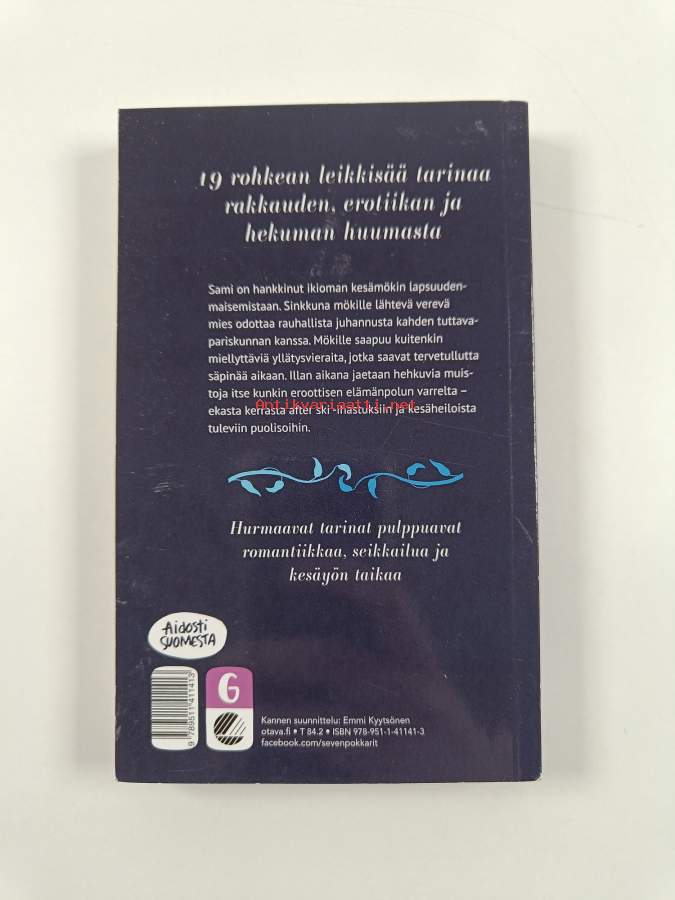 19 rohkean leikkisää tarinaa
rakkauden, erotiikan ja
hekuman huumasta
Sami on hankkinut ikioman kesämökin lapsuuden-
maisemistaan. Sinkkuna mökille lähtevä verevä
mies odottaa rauhallista juhannusta kahden tuttava-
pariskunnan kanssa. Mökille saapuu kuitenkin
miellyttäviä yllätysvieraita, jotka saavat tervetullutta
säpinää aikaan. Illan aikana jaetaan hehkuvia muis-
toja itse kunkin eroottisen elämänpolun varrelta –
ekasta kerrasta after ski -ihastuksiin ja kesäheiloista
Antikvariaatti.net
tuleviin puolisoihin.
Hurmaavat tarinat pulppuavat
romantiikkaa, seikkailua ja
kesäyön taikaa
Aidosti
SUOMESTA
9 789511 411413
G
Kannen suunnittelu: Emmi Kyytsönen
otava.fi • T 84.2 • ISBN 978-951-1-41141-3
facebook.com/sevenpokkarit